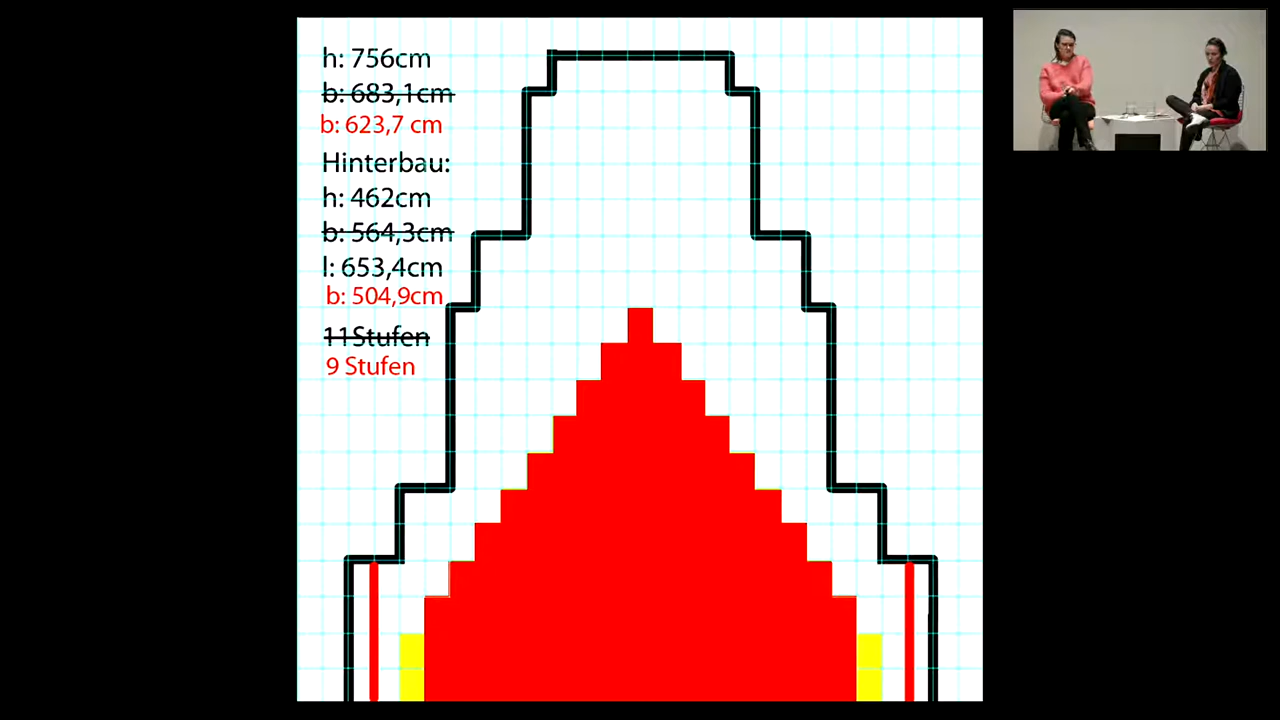 h: 756cm
b: 683,1cm
b: 623,7 cm
Hinterbau:
h: 462cm
b: 564,3cm
l: 653,4cm
b: 504,9cm
11Stufen
9 Stufen